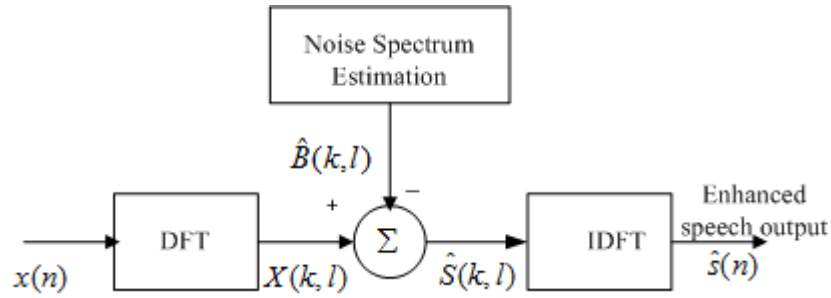 Noise Spectrum
Estimation
B̂(k,l)
+
−
DFT
Σ
IDFT
Enhanced
speech output
x(n)
X(k,l)
Ŝ(k,l)
ŝ(n)